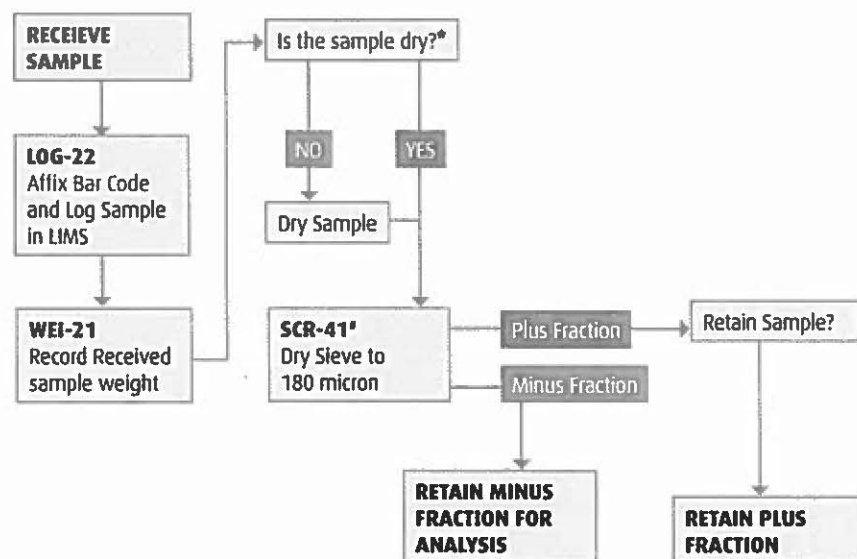 RECEIEVE
SAMPLE
LOG-22
Affix Bar Code
and Log Sample
in LIMS
WEI-21
Record Received
sample weight
Is the sample dry?*
NO
YES
Dry Sample
SCR-41#
Dry Sieve to
180 micron
Plus Fraction
Minus Fraction
Retain Sample?
RETAIN MINUS
FRACTION FOR
ANALYSIS
RETAIN PLUS
FRACTION